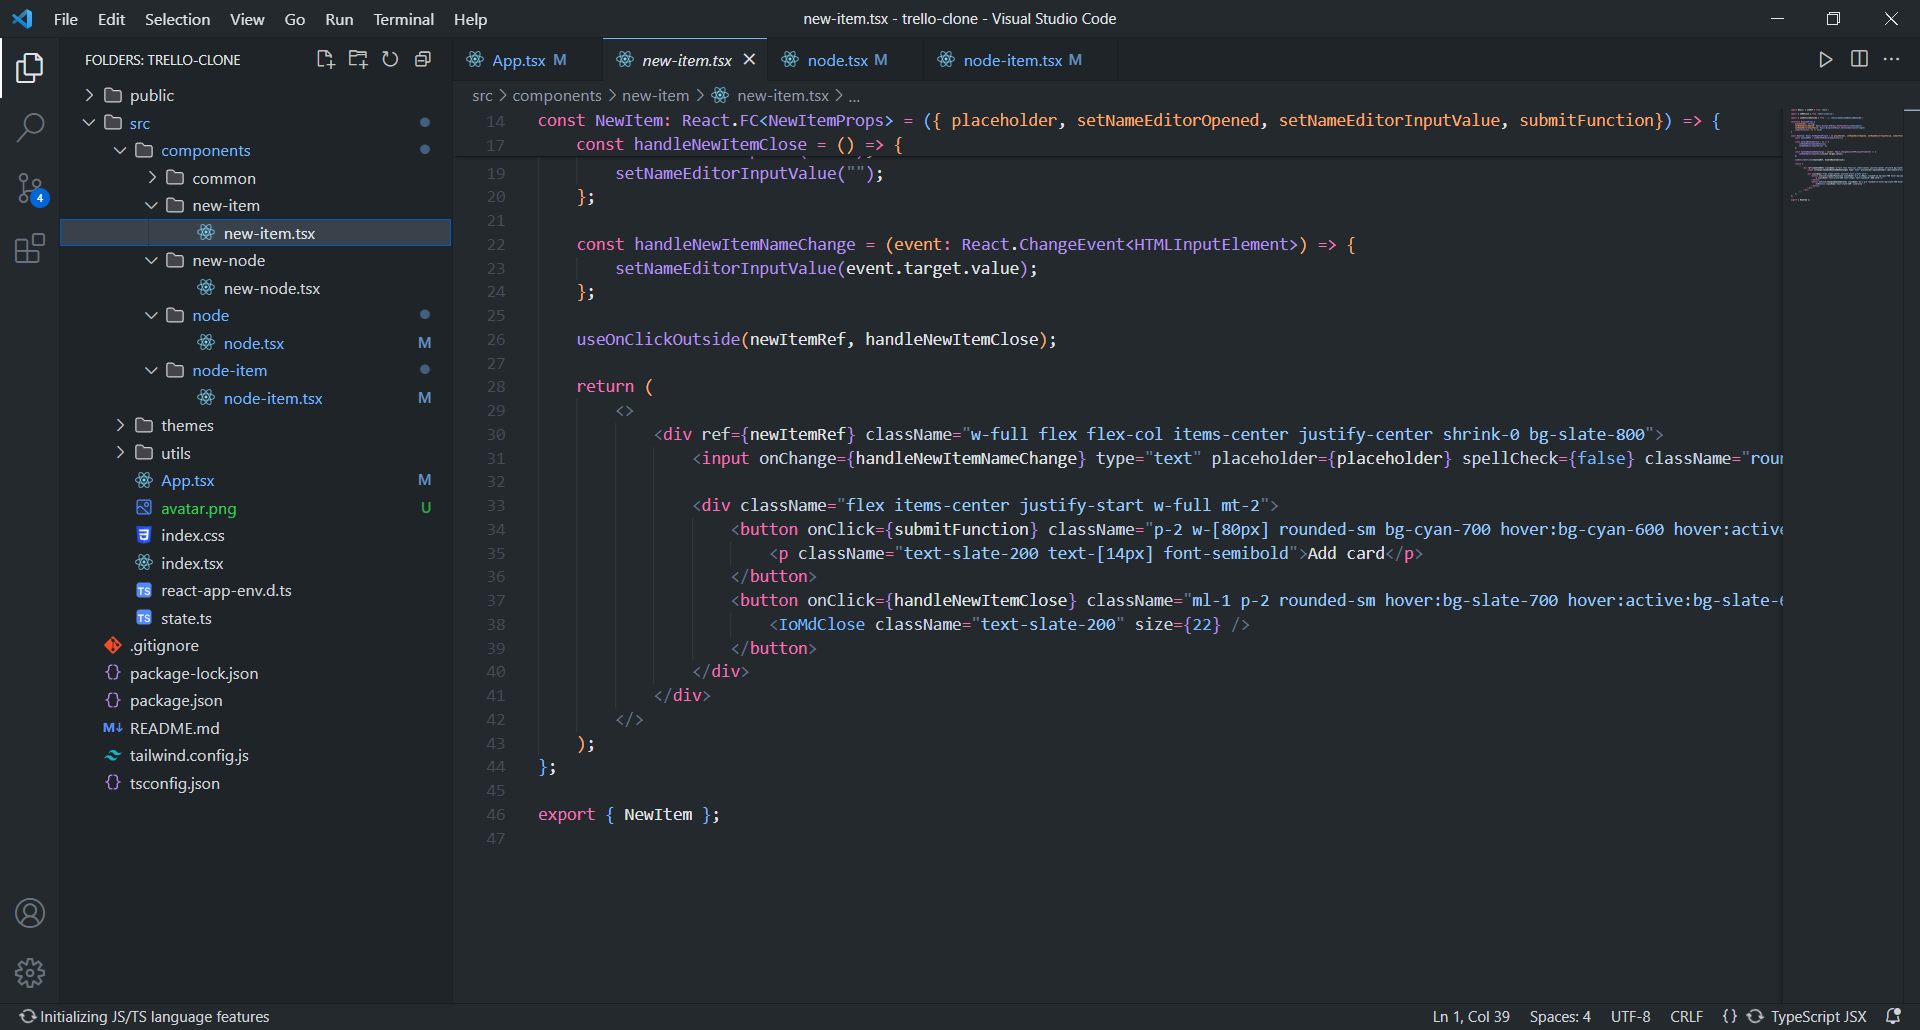 File Edit Selection View Go Run Terminal Help
new-item.tsx - trello-clone - Visual Studio Code
FOLDERS: TRELLO-CLONE
public
src
components
common
new-item
new-item.tsx
new-node
new-node.tsx
node
node.tsx M
node-item
node-item.tsx M
themes
utils
App.tsx M
avatar.png U
index.css
index.tsx
TS react-app-env.d.ts
TS state.ts
.gitignore
{} package-lock.json
{} package.json
M↓ README.md
tailwind.config.js
{} tsconfig.json
4
App.tsx M new-item.tsx node.tsx M node-item.tsx M
src > components > new-item > new-item.tsx > ...
14 const NewItem: React.FC<NewItemProps> = ({ placeholder, setNameEditorOpened, setNameEditorInputValue, submitFunction}) => {
17 const handleNewItemClose = () => {
19 setNameEditorInputValue("");
20 };
21
22 const handleNewItemNameChange = (event: React.ChangeEvent<HTMLInputElement>) => {
23 setNameEditorInputValue(event.target.value);
24 };
25
26 useOnClickOutside(newItemRef, handleNewItemClose);
27
28 return (
29 <>
30 <div ref={newItemRef} className="w-full flex flex-col items-center justify-center shrink-0 bg-slate-800">
31 <input onChange={handleNewItemNameChange} type="text" placeholder={placeholder} spellCheck={false} className="rou
32
33 <div className="flex items-center justify-start w-full mt-2">
34 <button onClick={submitFunction} className="p-2 w-[80px] rounded-sm bg-cyan-700 hover:bg-cyan-600 hover:active
35 <p className="text-slate-200 text-[14px] font-semibold">Add card</p>
36 </button>
37 <button onClick={handleNewItemClose} className="ml-1 p-2 rounded-sm hover:bg-slate-700 hover:active:bg-slate-6
38 <IoMdClose className="text-slate-200" size={22} />
39 </button>
40 </div>
41 </div>
42 </>
43 );
44 };
45
46 export { NewItem };
47
Initializing JS/TS language features
Ln 1, Col 39 Spaces: 4 UTF-8 CRLF {} TypeScript JSX